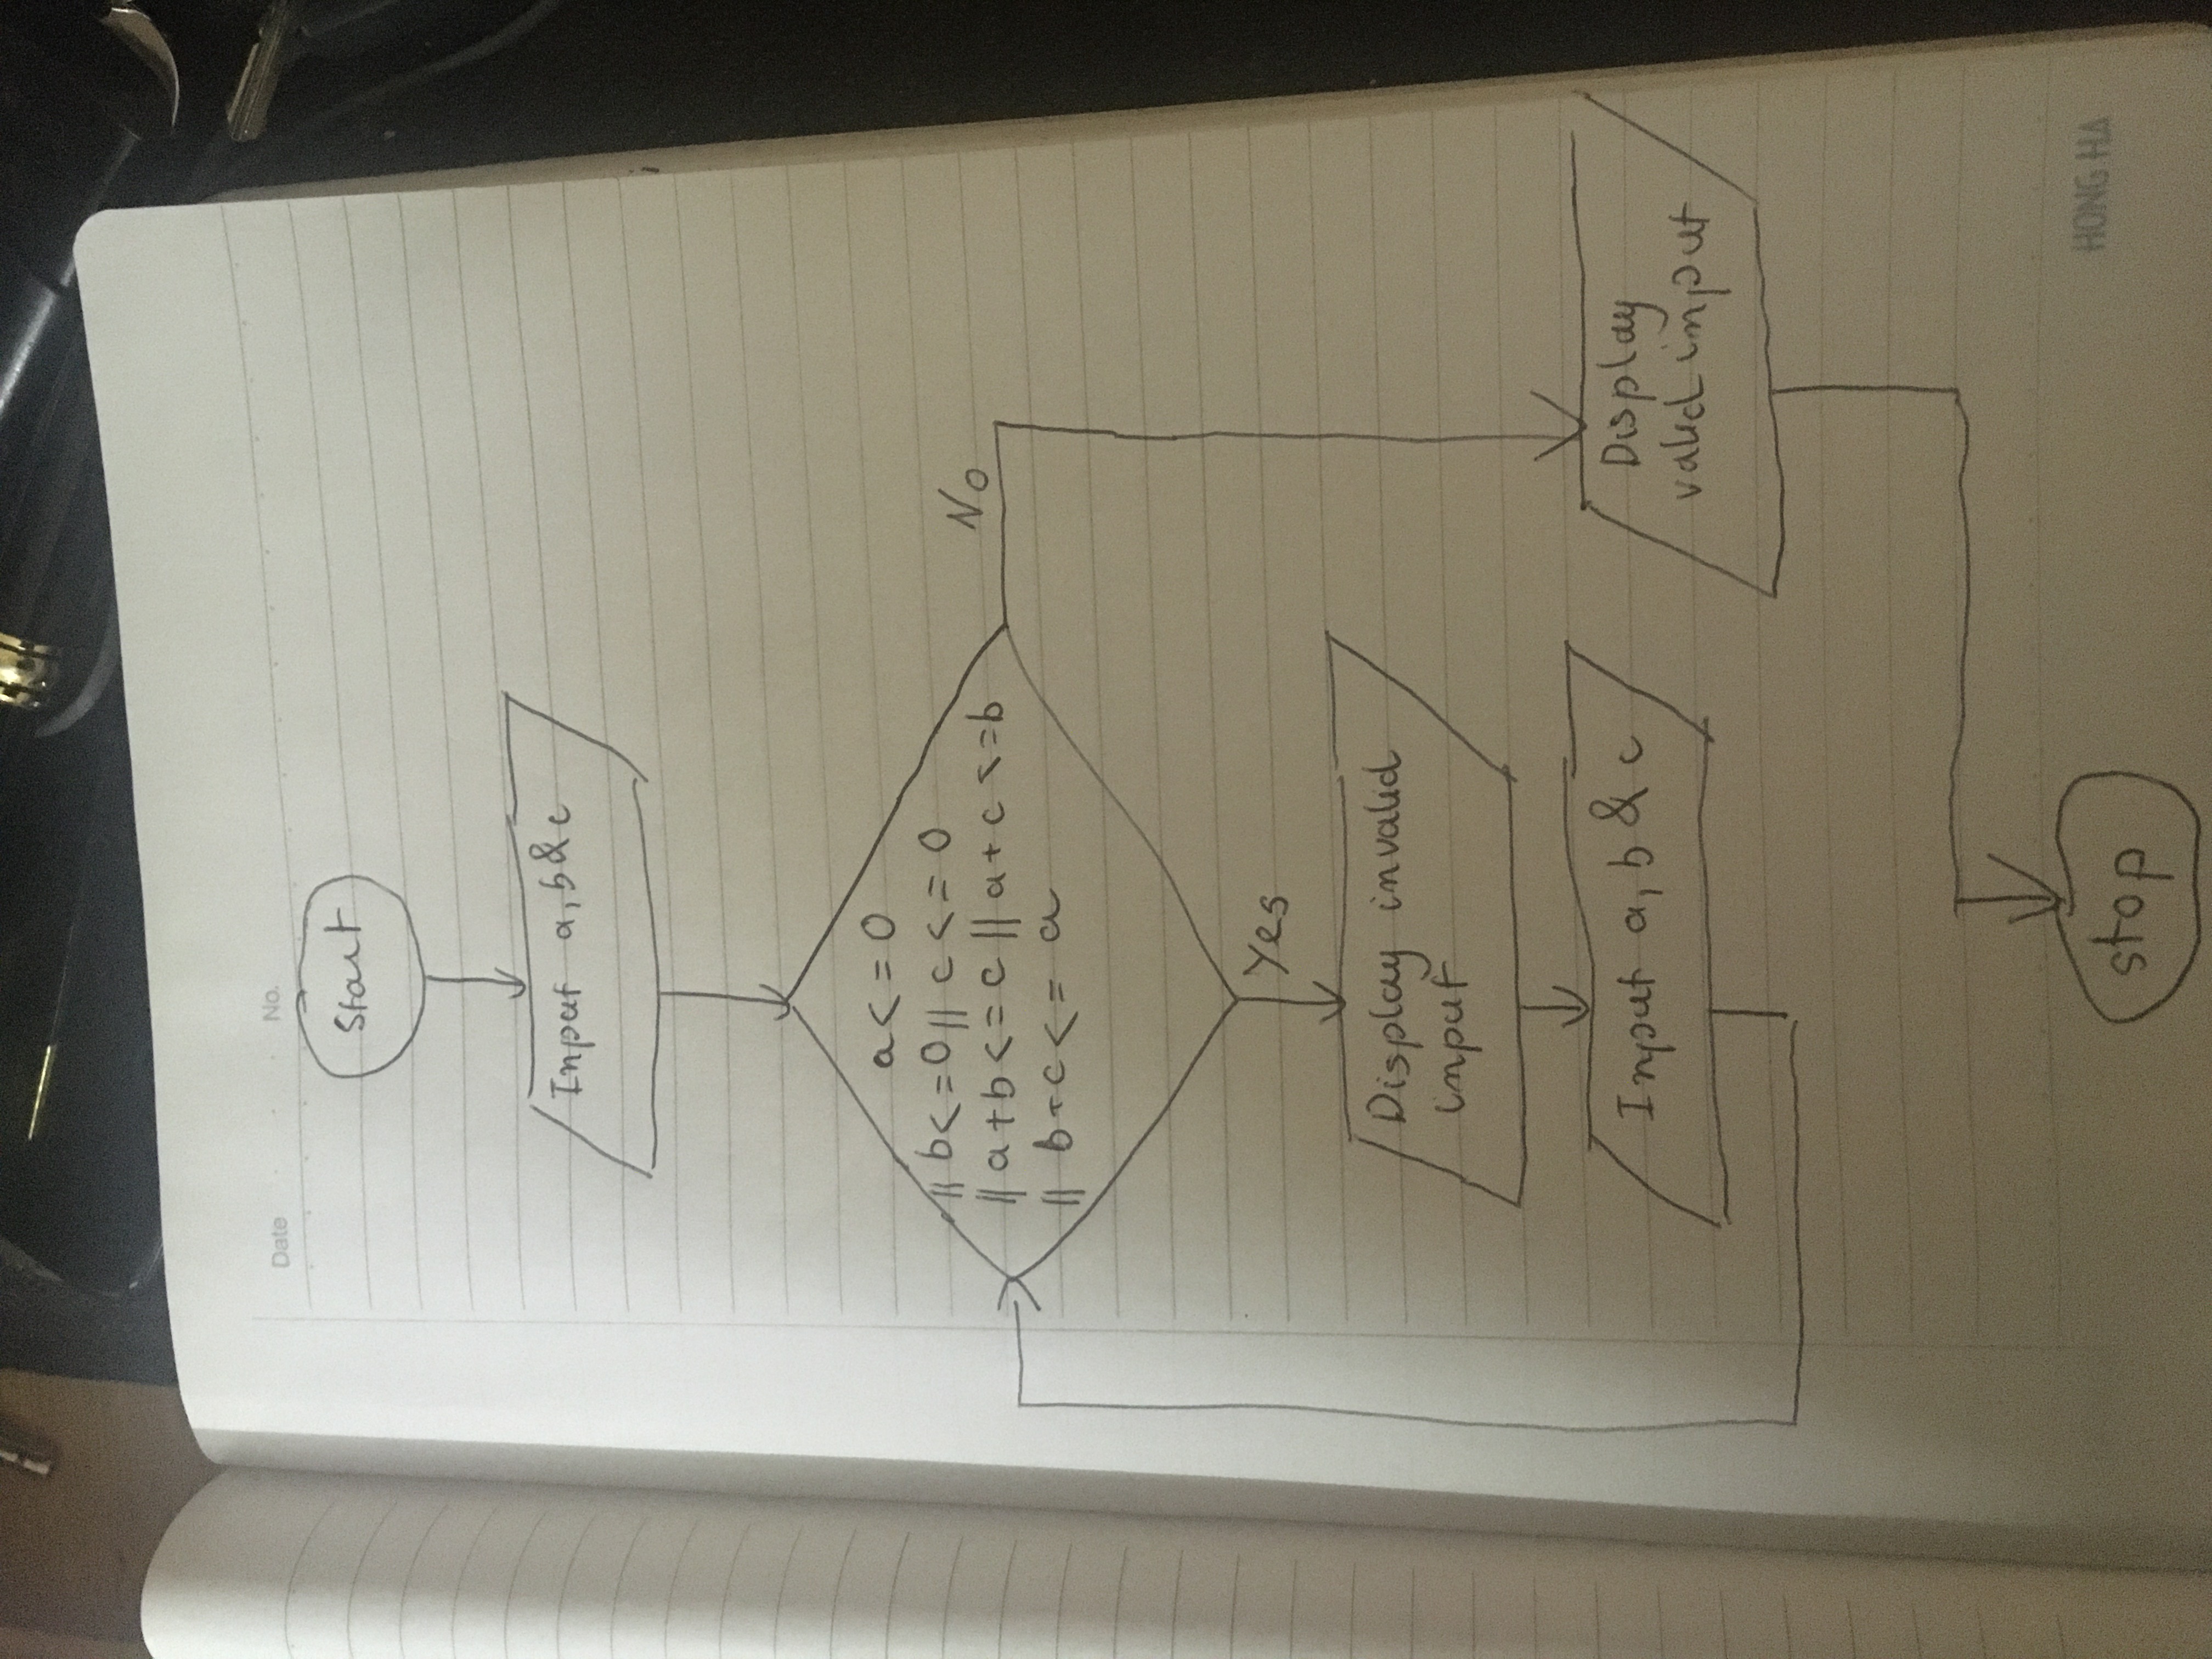 Date No.
Start
Input a, b & c
a <= 0
|| b <= 0 || c <= 0
|| a + b <= c || a + c <= b
|| b + c <= a
No
Yes
Display invalid
input
Input a, b & c
Display
valid input
stop
HONG HA